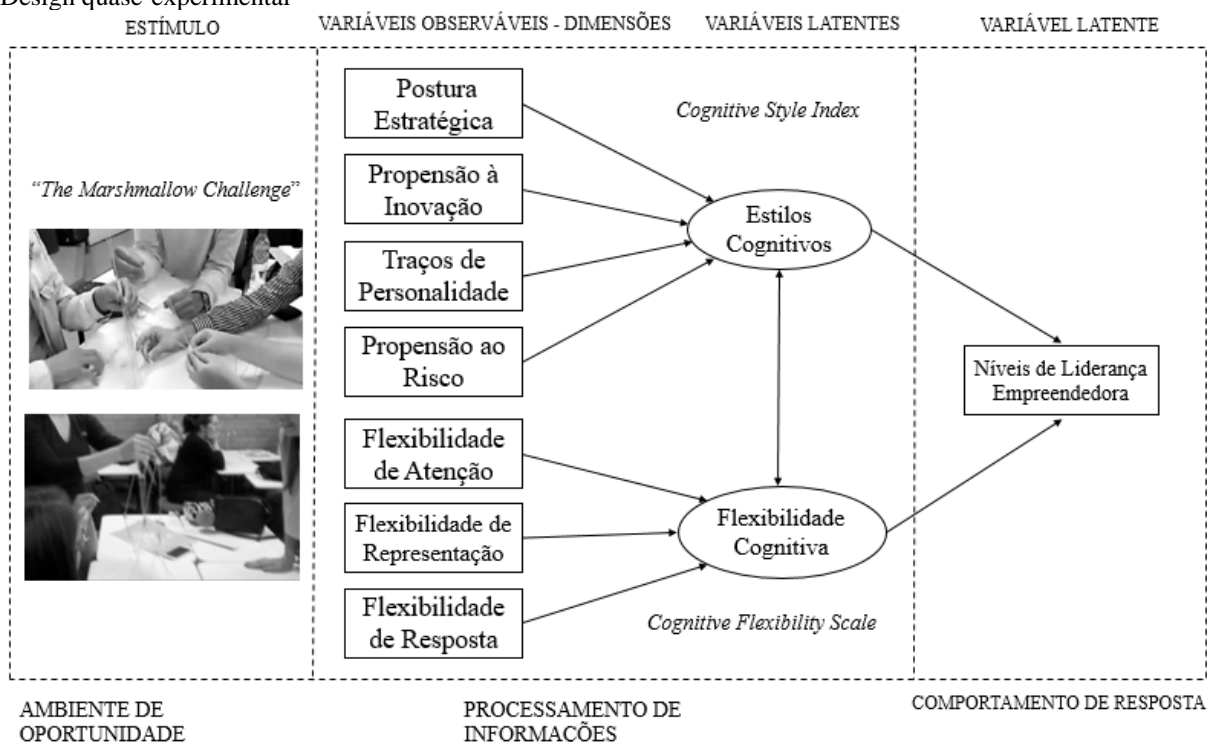 Design quase-experimental
ESTÍMULO
VARIÁVEIS OBSERVÁVEIS - DIMENSÕES
VARIÁVEIS LATENTES
VARIÁVEL LATENTE
"The Marshmallow Challenge"
Postura
Estratégica
Propensão à
Inovação
Traços de
Personalidade
Propensão ao
Risco
Flexibilidade
de Atenção
Flexibilidade de
Representação
Flexibilidade
de Resposta
Cognitive Style Index
Estilos
Cognitivos
Flexibilidade
Cognitiva
Cognitive Flexibility Scale
Níveis de Liderança
Empreendedora
AMBIENTE DE
OPORTUNIDADE
PROCESSAMENTO DE
INFORMAÇÕES
COMPORTAMENTO DE RESPOSTA